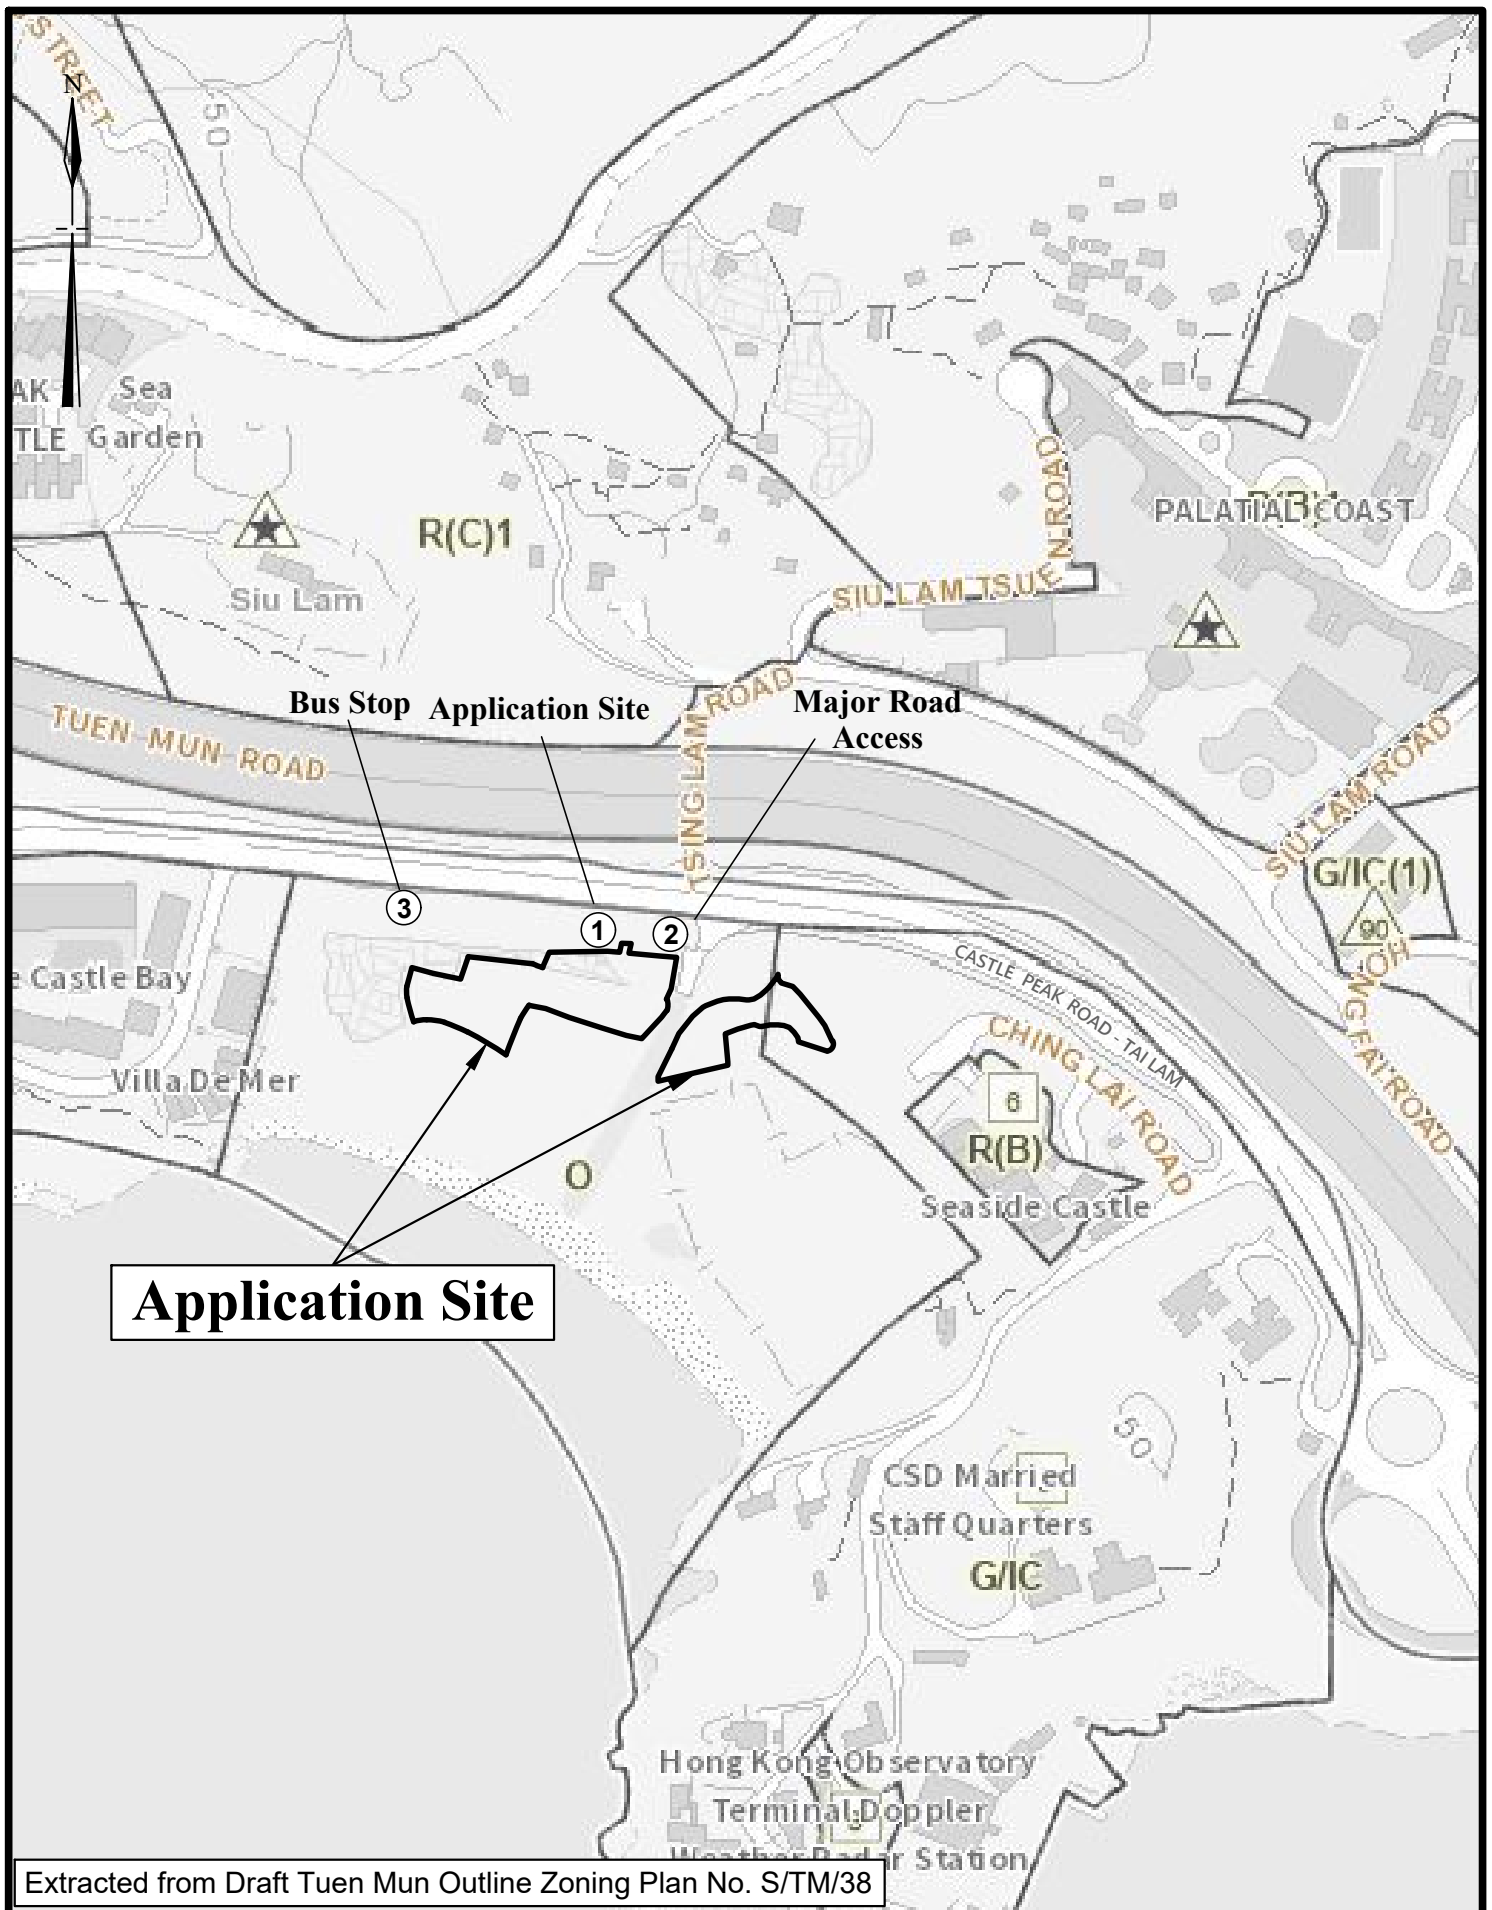 STREET
N
50
AK
TLE
Sea
Garden
R(C)1
Siu Lam
PALATIAL COAST
SIU LAM TSUEN ROAD
TSING LAM ROAD
Bus Stop
Application Site
Major Road
Access
TUEN MUN ROAD
SIU LAM ROAD
G/IC(1)
90
3
1
2
HONG FAI ROAD
e Castle Bay
CASTLE PEAK ROAD - TAI LAM
CHING LAI ROAD
Villa De Mer
6
R(B)
O
Seaside Castle
Application Site
50
CSD Married
Staff Quarters
G/IC
Hong Kong Observatory
Terminal Doppler
3
Weather Radar Station
Extracted from Draft Tuen Mun Outline Zoning Plan No. S/TM/38